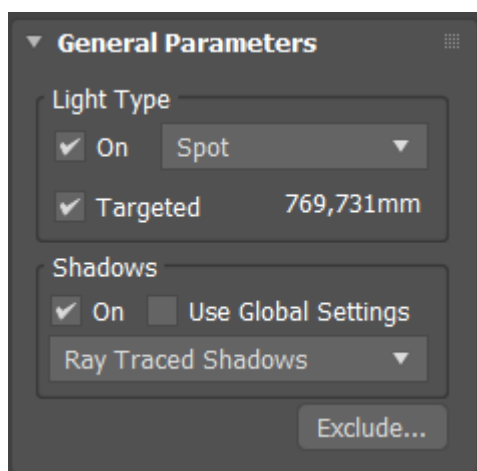 General Parameters
Light Type
On Spot
Targeted 769,731mm
Shadows
On Use Global Settings
Ray Traced Shadows
Exclude...